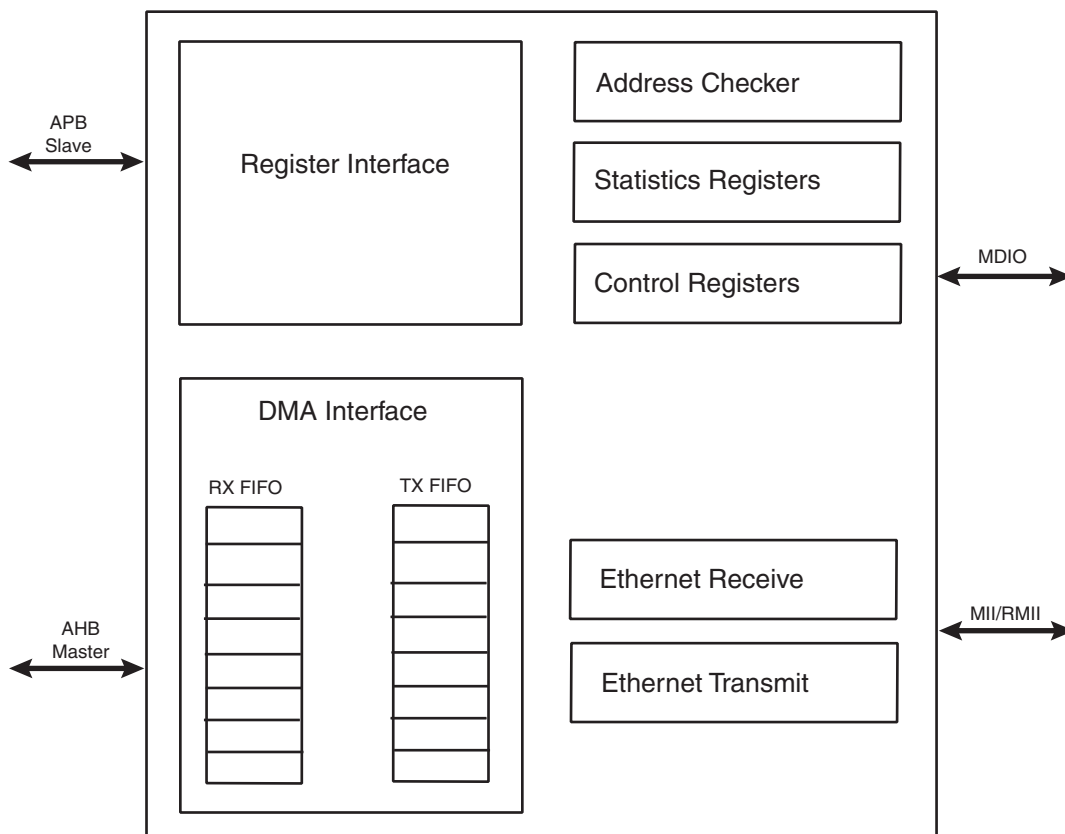 APB
Slave
Register Interface
Address Checker
Statistics Registers
Control Registers
MDIO
DMA Interface
RX FIFO
TX FIFO
Ethernet Receive
Ethernet Transmit
AHB
Master
MII/RMII